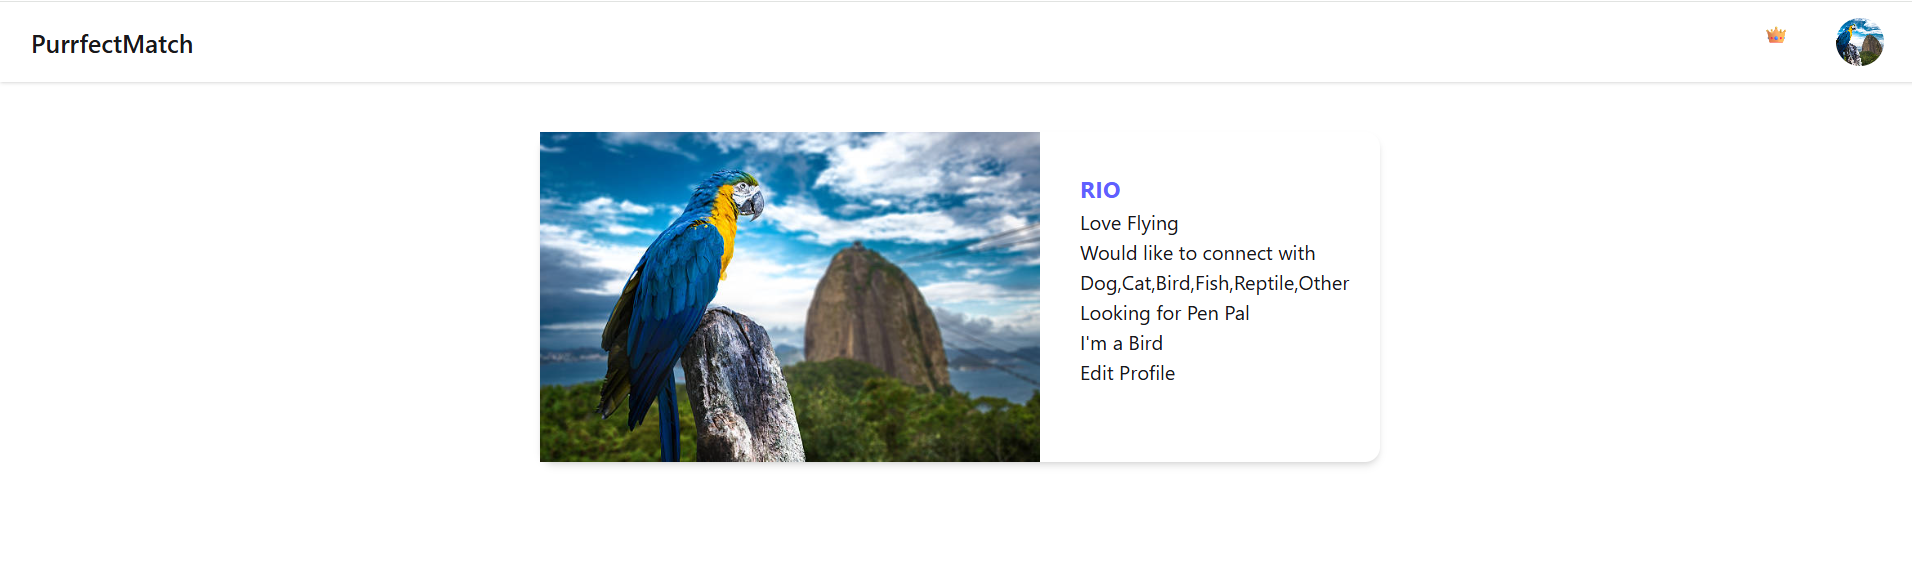 PurrfectMatch
RIO
Love Flying
Would like to connect with
Dog,Cat,Bird,Fish,Reptile,Other
Looking for Pen Pal
I'm a Bird
Edit Profile